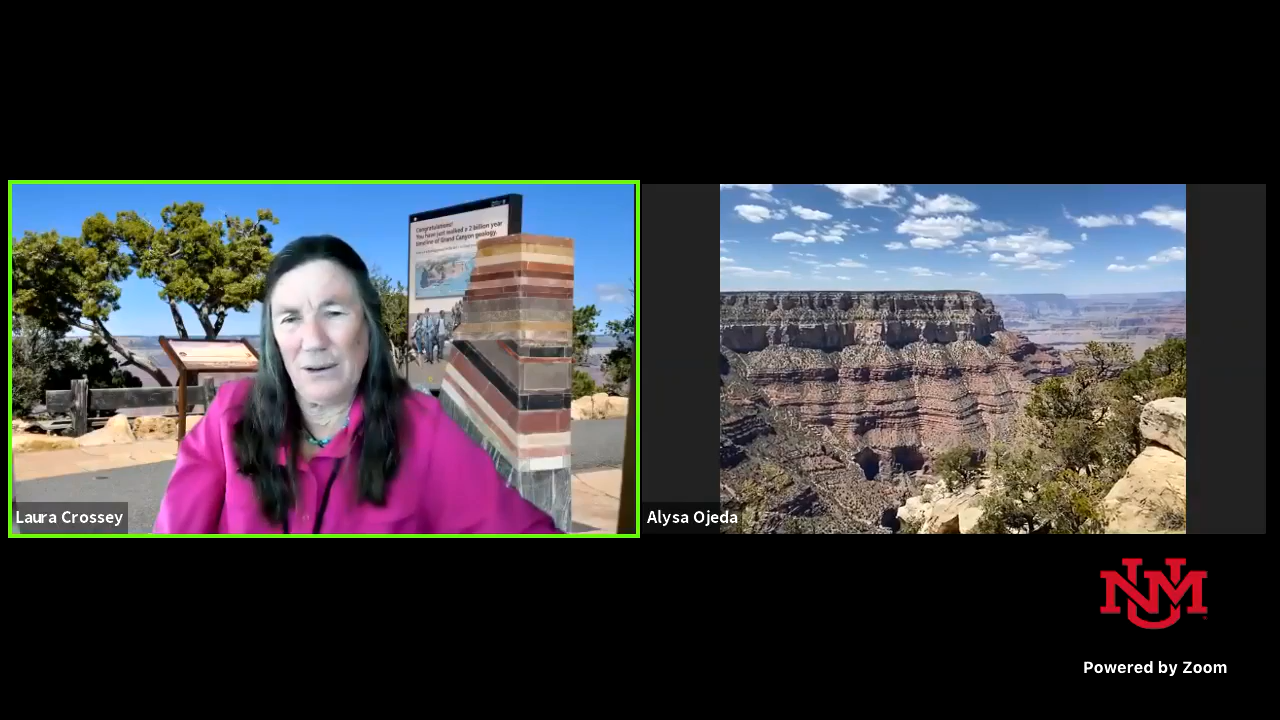 Congratulations!
You have just walked a 2 billion year
timeline of Grand Canyon geology.
Laura Crossey
Alysa Ojeda
UNM
Powered by Zoom